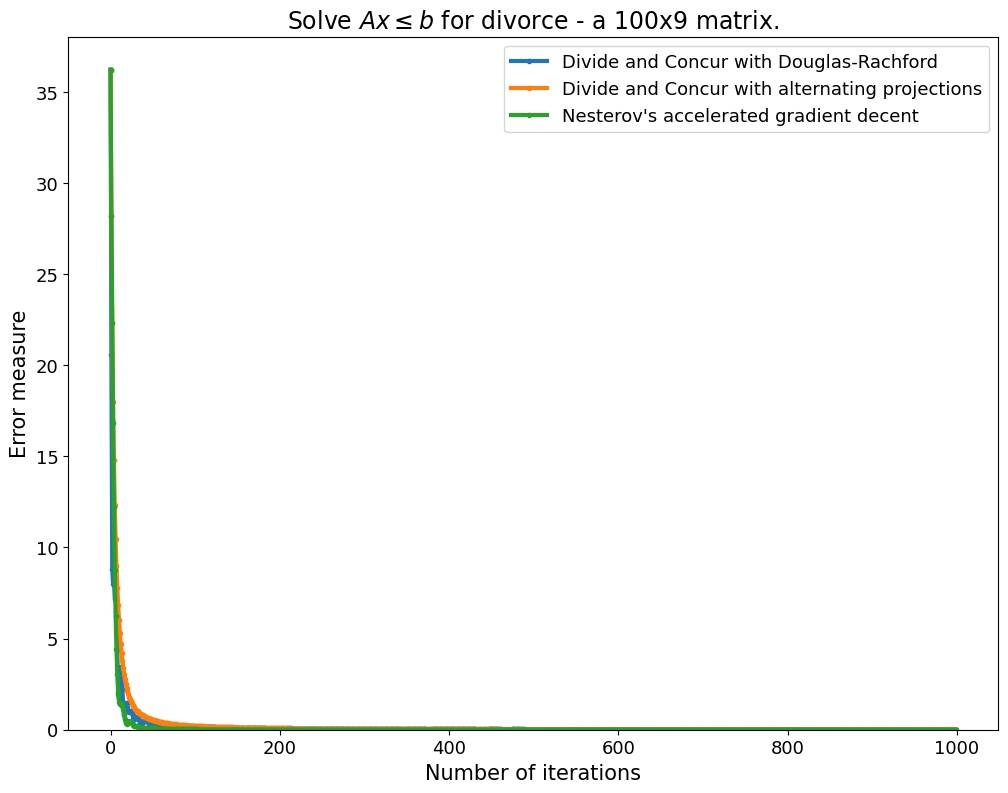 Solve Ax ≤ b for divorce - a 100x9 matrix.
Divide and Concur with Douglas-Rachford
Divide and Concur with alternating projections
Nesterov's accelerated gradient decent
Error measure
35
30
25
20
15
10
5
0
0 200 400 600 800 1000
Number of iterations